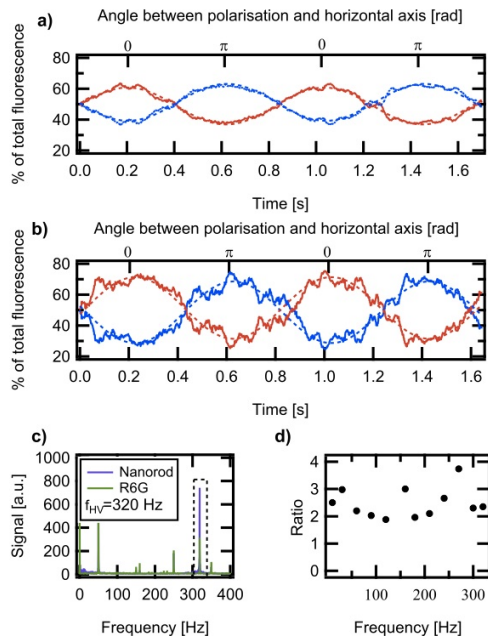 a)
Angle between polarisation and horizontal axis [rad]
0 π 0 π
% of total fluorescence
80
60
40
20
0.0 0.2 0.4 0.6 0.8 1.0 1.2 1.4 1.6
Time [s]
b)
Angle between polarisation and horizontal axis [rad]
0 π 0 π
% of total fluorescence
80
60
40
20
0.0 0.2 0.4 0.6 0.8 1.0 1.2 1.4 1.6
Time [s]
c)
Signal [a.u.]
1000
800
600
400
200
0
Nanorod
R6G
fHV=320 Hz
0 100 200 300 400
Frequency [Hz]
d)
Ratio
4
3
2
1
0
100 200 300
Frequency [Hz]